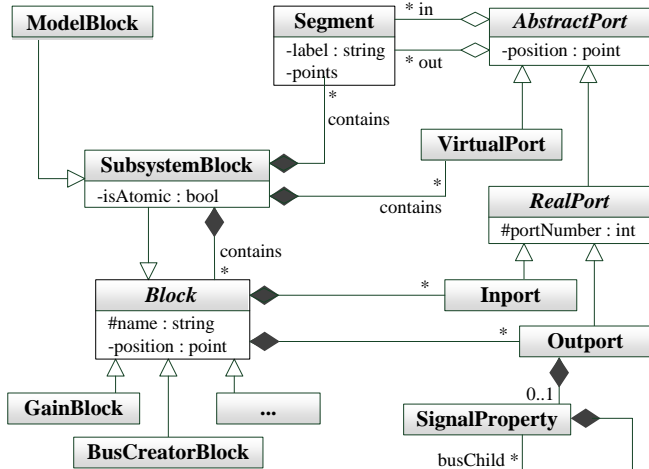 ModelBlock
Segment
-label : string
-points
* in
* out
AbstractPort
-position : point
*
contains
VirtualPort
SubsystemBlock
-isAtomic : bool
*
contains
RealPort
#portNumber : int
contains
*
Block
#name : string
-position : point
*
Inport
*
Outport
GainBlock
...
BusCreatorBlock
0..1
SignalProperty
busChild *